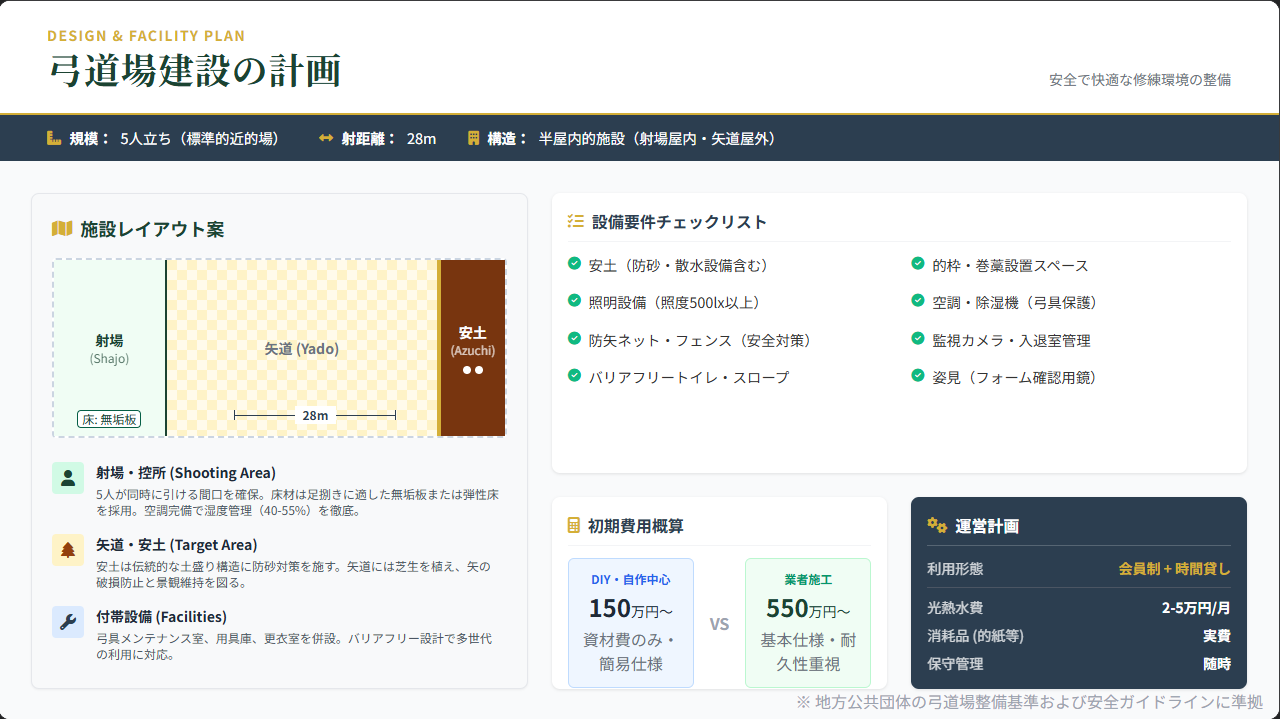 DESIGN & FACILITY PLAN
弓道場建設の計画
安全で快適な修練環境の整備
規模： 5人立ち（標準的近的場）
射距離： 28m
構造： 半屋内的施設（射場屋内・矢道屋外）
施設レイアウト案
射場
(Shajo)
床: 無垢板
矢道 (Yado)
28m
安土
(Azuchi)
射場・控所 (Shooting Area)
5人が同時に引ける間口を確保。床材は足捌きに適した無垢板または弾性床
を採用。空調完備で湿度管理（40-55%）を徹底。
矢道・安土 (Target Area)
安土は伝統的な土盛り構造に防砂対策を施す。矢道には芝生を植え、矢の
破損防止と景観維持を図る。
付帯設備 (Facilities)
弓具メンテナンス室、用具庫、更衣室を併設。バリアフリー設計で多世代
の利用に対応。
設備要件チェックリスト
安土（防砂・散水設備含む）
的枠・巻藁設置スペース
照明設備（照度500lx以上）
空調・除湿機（弓具保護）
防矢ネット・フェンス（安全対策）
監視カメラ・入退室管理
バリアフリートイレ・スロープ
姿見（フォーム確認用鏡）
初期費用概算
DIY・自作中心
150万円〜
資材費のみ・
簡易仕様
VS
業者施工
550万円〜
基本仕様・耐
久性重視
運営計画
利用形態 会員制 + 時間貸し
光熱水費 2-5万円/月
消耗品 (的紙等) 実費
保守管理 随時
※ 地方公共団体の弓道場整備基準および安全ガイドラインに準拠